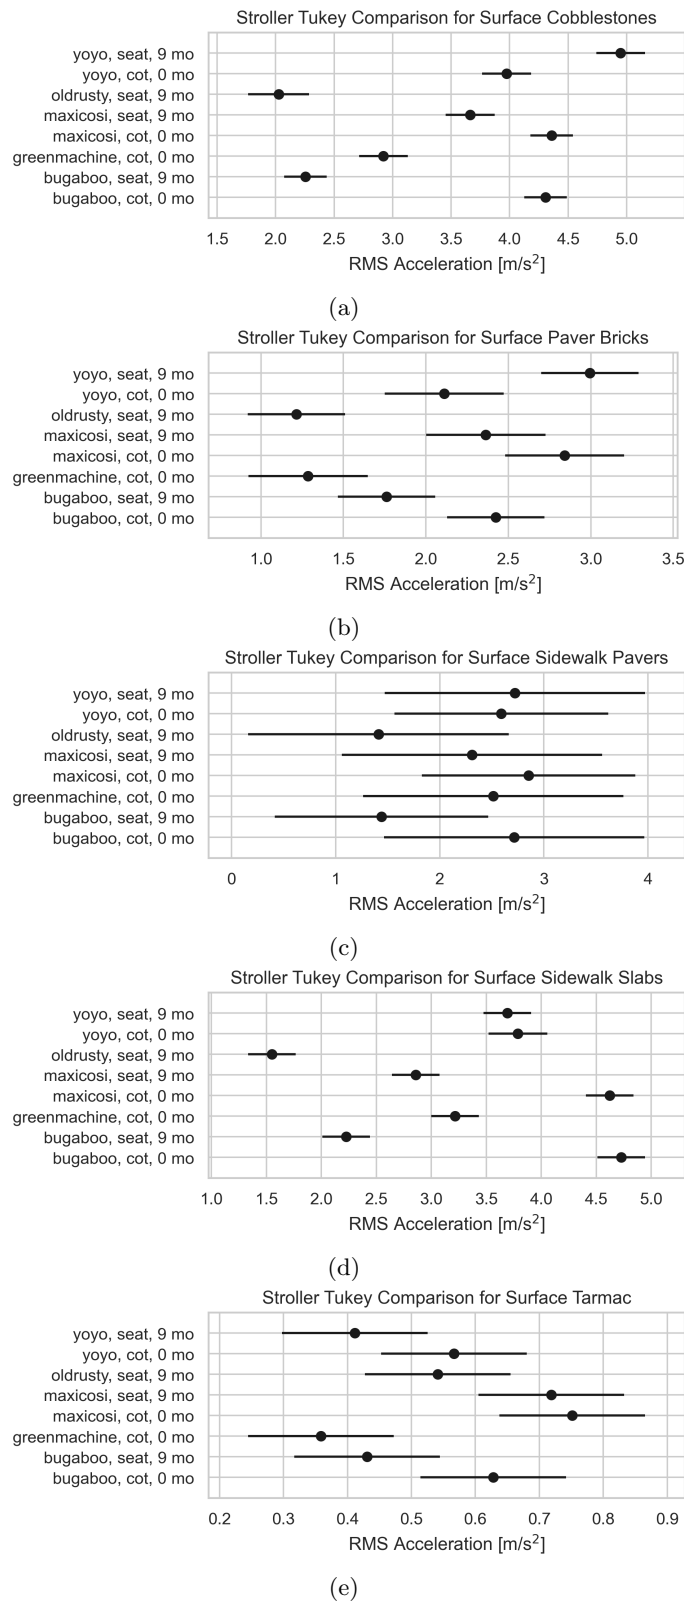 Stroller Tukey Comparison for Surface Cobblestones
yoyo, seat, 9 mo
yoyo, cot, 0 mo
oldrusty, seat, 9 mo
maxicosi, seat, 9 mo
maxicosi, cot, 0 mo
greenmachine, cot, 0 mo
bugaboo, seat, 9 mo
bugaboo, cot, 0 mo
1.5 2.0 2.5 3.0 3.5 4.0 4.5 5.0
RMS Acceleration [m/s²]
(a)
Stroller Tukey Comparison for Surface Paver Bricks
yoyo, seat, 9 mo
yoyo, cot, 0 mo
oldrusty, seat, 9 mo
maxicosi, seat, 9 mo
maxicosi, cot, 0 mo
greenmachine, cot, 0 mo
bugaboo, seat, 9 mo
bugaboo, cot, 0 mo
1.0 1.5 2.0 2.5 3.0 3.5
RMS Acceleration [m/s²]
(b)
Stroller Tukey Comparison for Surface Sidewalk Pavers
yoyo, seat, 9 mo
yoyo, cot, 0 mo
oldrusty, seat, 9 mo
maxicosi, seat, 9 mo
maxicosi, cot, 0 mo
greenmachine, cot, 0 mo
bugaboo, seat, 9 mo
bugaboo, cot, 0 mo
0 1 2 3 4
RMS Acceleration [m/s²]
(c)
Stroller Tukey Comparison for Surface Sidewalk Slabs
yoyo, seat, 9 mo
yoyo, cot, 0 mo
oldrusty, seat, 9 mo
maxicosi, seat, 9 mo
maxicosi, cot, 0 mo
greenmachine, cot, 0 mo
bugaboo, seat, 9 mo
bugaboo, cot, 0 mo
1.0 1.5 2.0 2.5 3.0 3.5 4.0 4.5 5.0
RMS Acceleration [m/s²]
(d)
Stroller Tukey Comparison for Surface Tarmac
yoyo, seat, 9 mo
yoyo, cot, 0 mo
oldrusty, seat, 9 mo
maxicosi, seat, 9 mo
maxicosi, cot, 0 mo
greenmachine, cot, 0 mo
bugaboo, seat, 9 mo
bugaboo, cot, 0 mo
0.2 0.3 0.4 0.5 0.6 0.7 0.8 0.9
RMS Acceleration [m/s²]
(e)